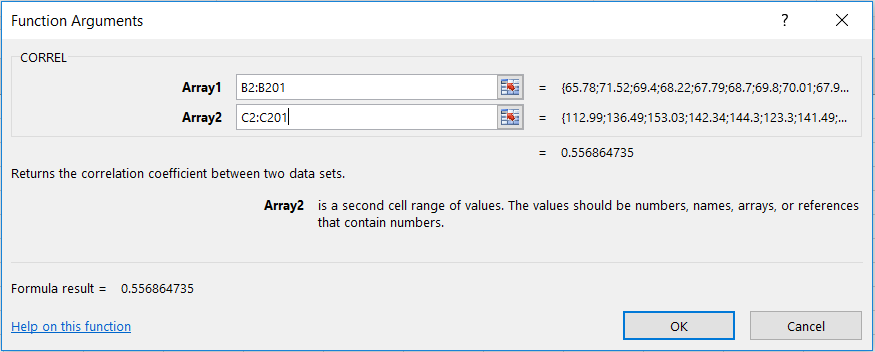 Function Arguments ? ×
CORREL
Array1 B2:B201 = {65.78;71.52;69.4;68.22;67.79;68.7;69.8;70.01;67.9...
Array2 C2:C201 = {112.99;136.49;153.03;142.34;144.3;123.3;141.49;...
= 0.556864735
Returns the correlation coefficient between two data sets.
Array2 is a second cell range of values. The values should be numbers, names, arrays, or references
that contain numbers.
Formula result = 0.556864735
Help on this function OK Cancel